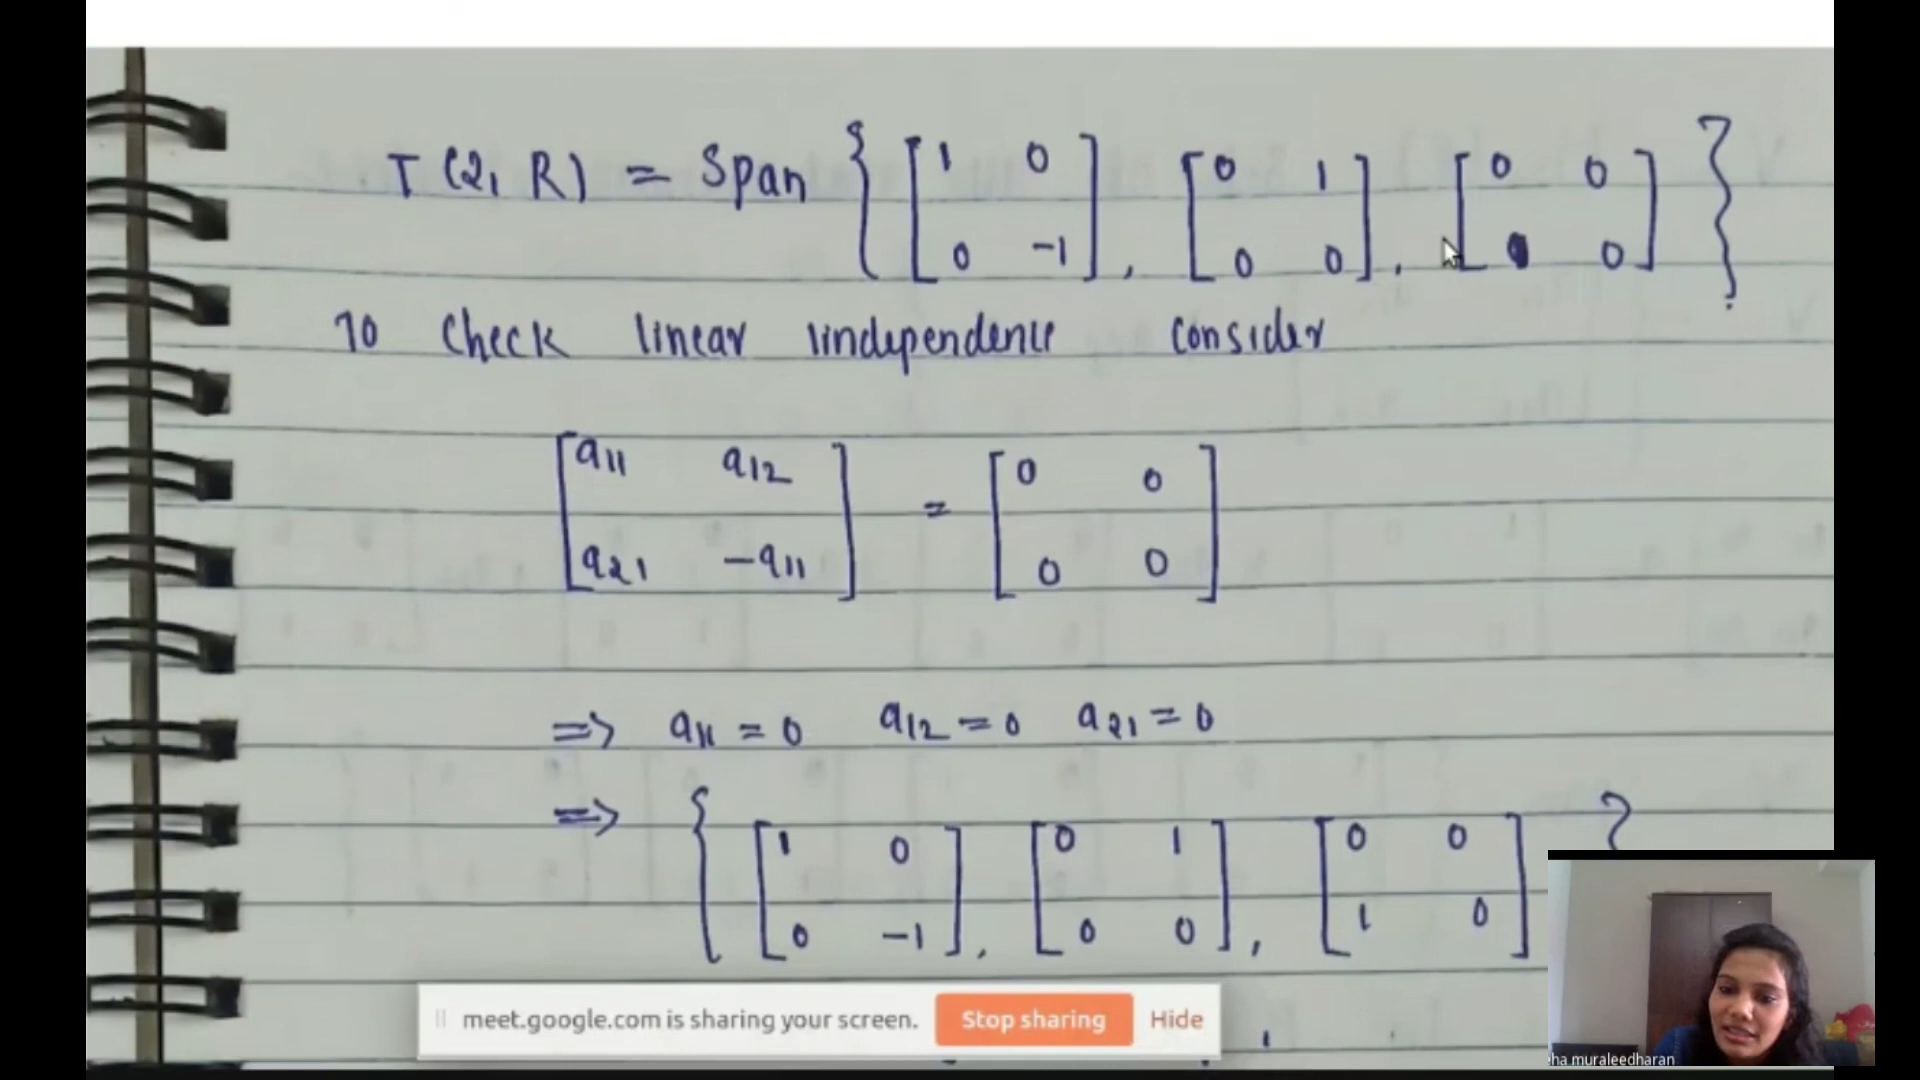 T (2, R) = Span { [ 1 0 0 -1 ] , [ 0 1 0 0 ] , [ 0 0 0 0 ] }
To Check linear lindependence consider
[ a11 a12 a21 -a11 ] = [ 0 0 0 0 ]
=> a11 = 0 a12 = 0 a21 = 0
=> { [ 1 0 0 -1 ] , [ 0 1 0 0 ] , [ 0 0 1 0 ] }
meet.google.com is sharing your screen. Stop sharing Hide
muraleedharan